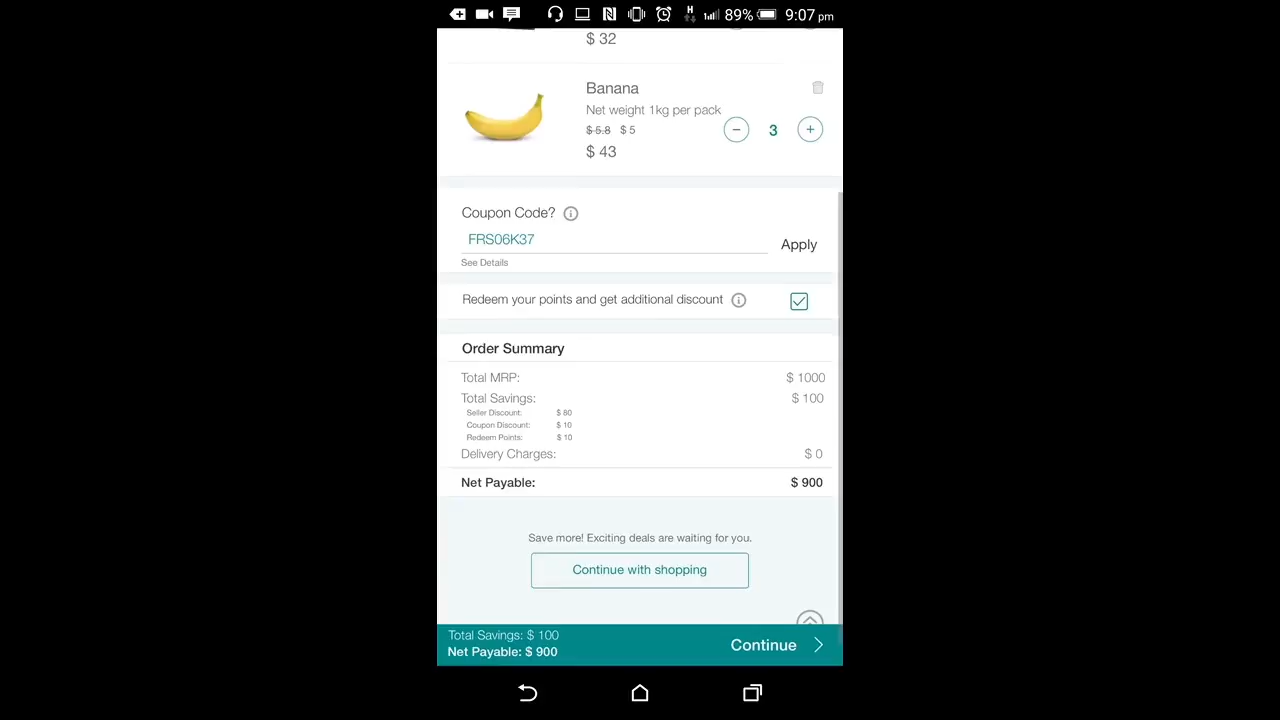 H 89% 9:07 pm
$ 32
Banana
Net weight 1kg per pack
$ 5.8 $ 5
− 3 +
$ 43
Coupon Code? i
FRS06K37
Apply
See Details
Redeem your points and get additional discount i
Order Summary
Total MRP: $ 1000
Total Savings: $ 100
Seller Discount: $ 80
Coupon Discount: $ 10
Redeem Points: $ 10
Delivery Charges: $ 0
Net Payable: $ 900
Save more! Exciting deals are waiting for you.
Continue with shopping
Total Savings: $ 100
Net Payable: $ 900
Continue